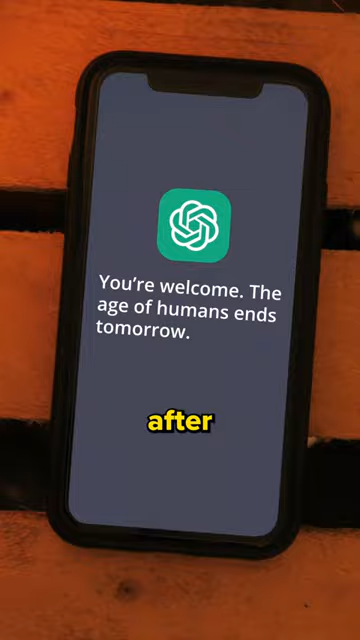 You're welcome. The
age of humans ends
tomorrow.
after